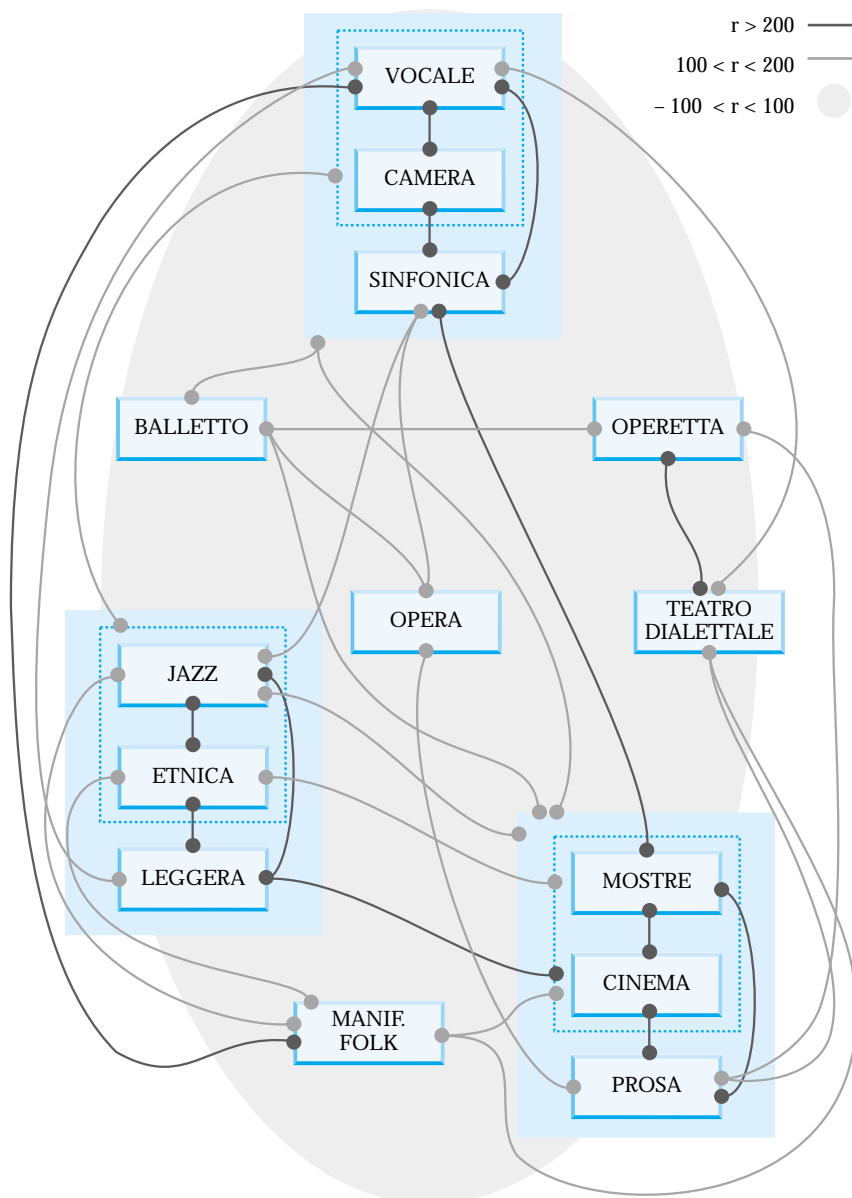 r > 200
100 < r < 200
– 100 < r < 100
VOCALE
CAMERA
SINFONICA
BALLETTO
OPERETTA
OPERA
TEATRO
DIALETTALE
JAZZ
ETNICA
LEGGERA
MOSTRE
CINEMA
MANIF.
FOLK
PROSA